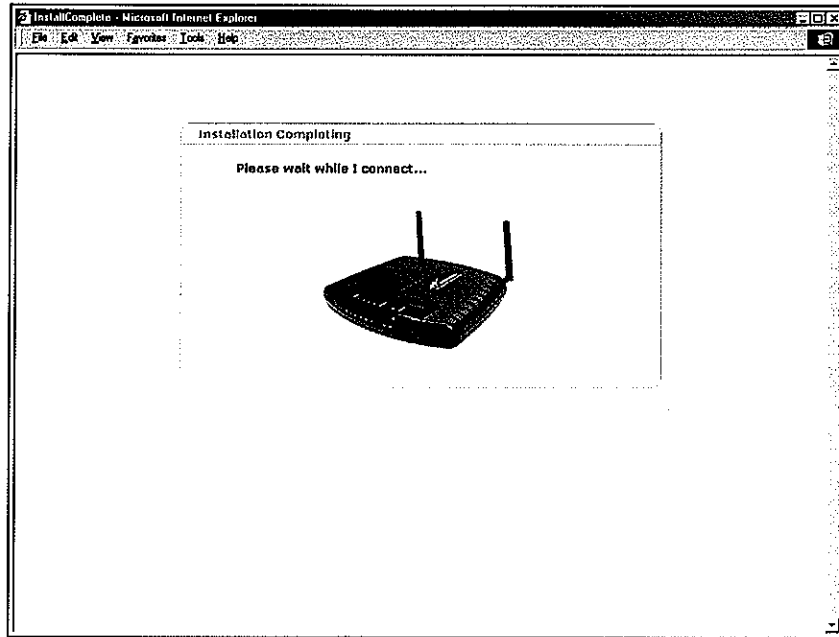 InstallComplete - Microsoft Internet Explorer
File Edit View Favorites Tools Help
Installation Completing
Please wait while I connect...